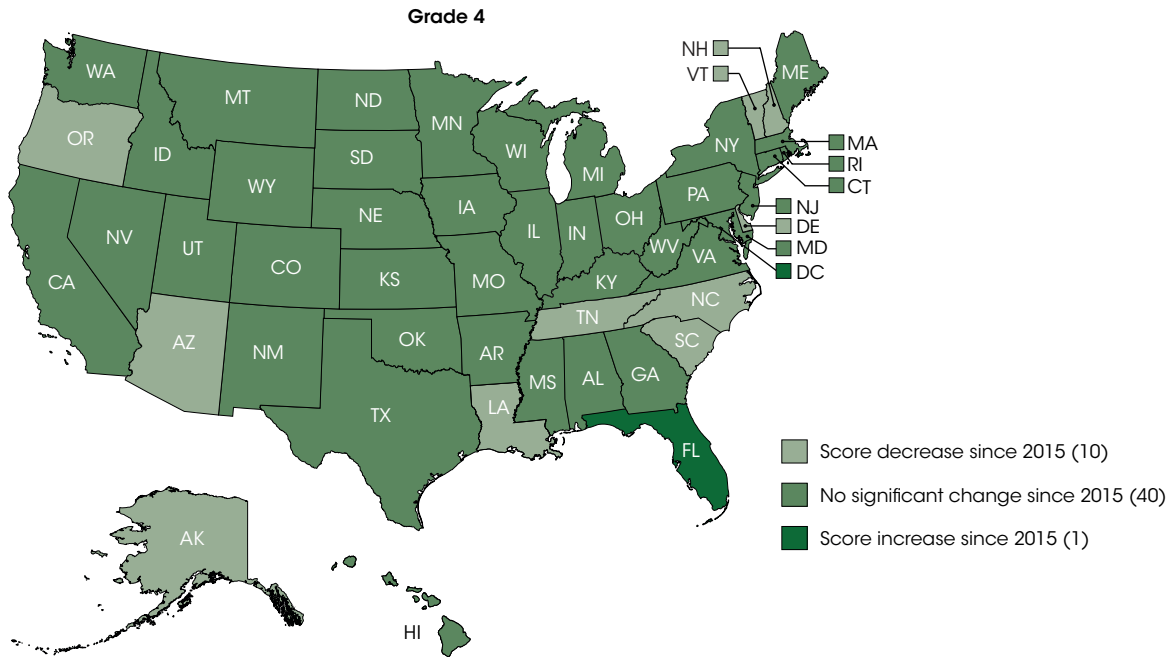 Grade 4
NH
VT
ME
WA
MT
ND
MN
OR
ID
SD
WI
MI
NY
MA
RI
CT
WY
NE
IA
PA
NJ
DE
MD
DC
NV
UT
CO
KS
MO
IL
IN
OH
WV
VA
KY
CA
AZ
NM
OK
AR
TN
NC
SC
MS
AL
GA
TX
LA
FL
Score decrease since 2015 (10)
No significant change since 2015 (40)
Score increase since 2015 (1)
AK
HI